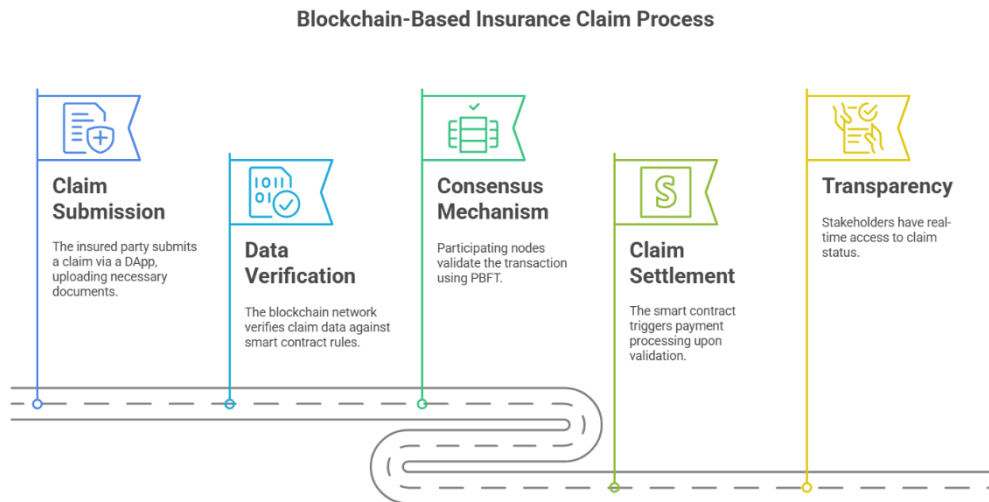 Blockchain-Based Insurance Claim Process
Claim
Submission
The insured party submits
a claim via a DApp,
uploading necessary
documents.
1011
01
Data
Verification
The blockchain network
verifies claim data against
smart contract rules.
Consensus
Mechanism
Participating nodes
validate the transaction
using PBFT.
S
Claim
Settlement
The smart contract
triggers payment
processing upon
validation.
Transparency
Stakeholders have real-
time access to claim
status.